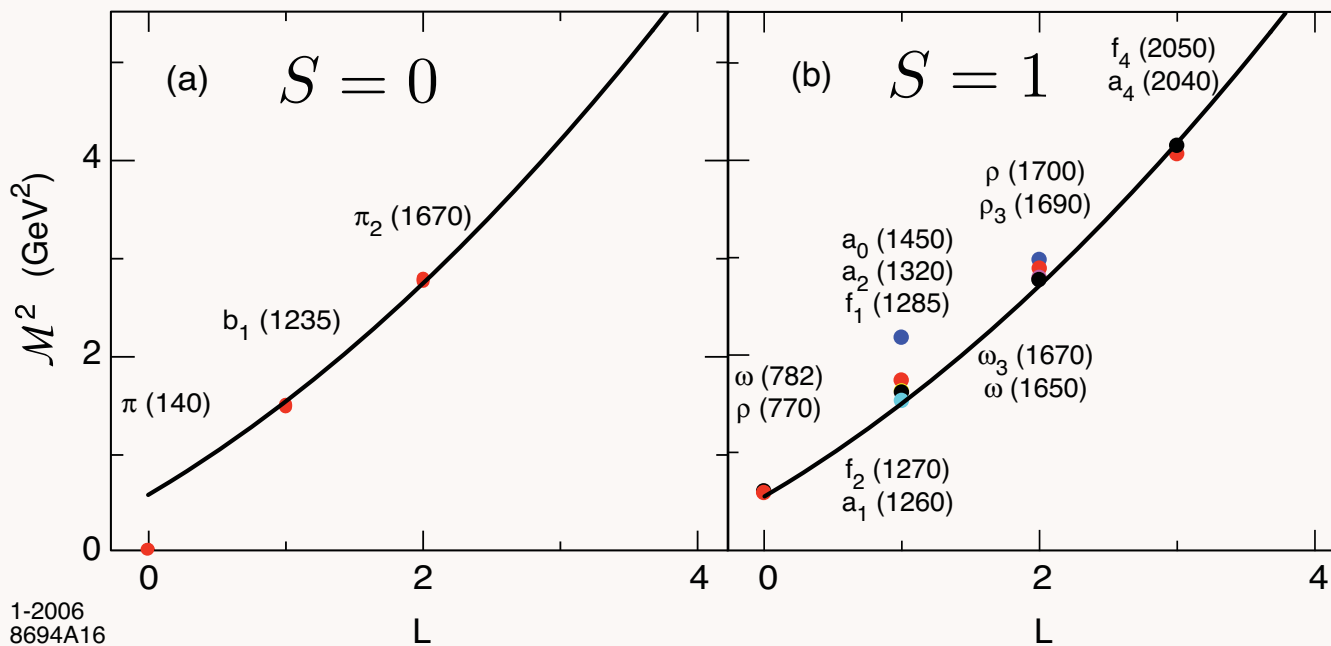 (a) S = 0
(b) S = 1
f4 (2050)
a4 (2040)
4
ρ (1700)
ρ3 (1690)
π2 (1670)
a0 (1450)
a2 (1320)
f1 (1285)
b1 (1235)
ℳ2 (GeV2)
2
ω3 (1670)
ω (1650)
ω (782)
ρ (770)
π (140)
f2 (1270)
a1 (1260)
0
0 2 4
0 2 4
L
L
1-2006
8694A16